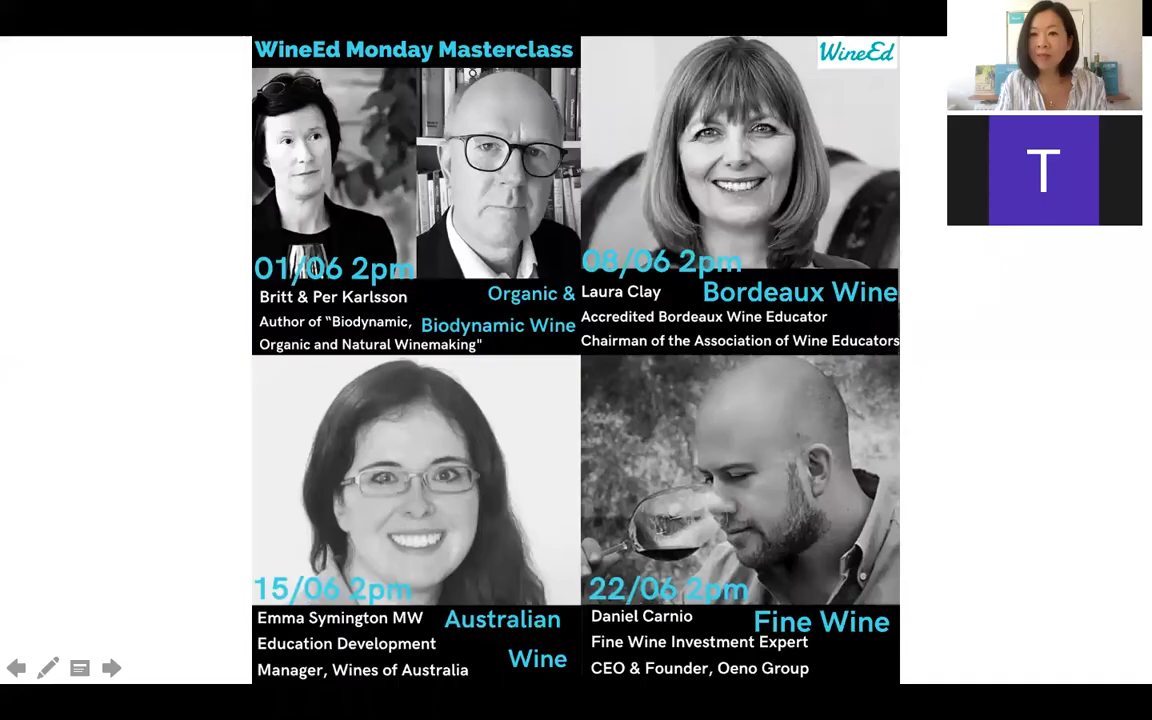 WineEd Monday Masterclass
WineEd
01/06 2pm
Britt & Per Karlsson
Organic &
Author of “Biodynamic,
Biodynamic Wine
Organic and Natural Winemaking"
08/06 2pm
Laura Clay
Bordeaux Wine
Accredited Bordeaux Wine Educator
Chairman of the Association of Wine Educators
15/06 2pm
Emma Symington MW
Australian
Education Development
Wine
Manager, Wines of Australia
22/06 2pm
Daniel Carnio
Fine Wine
Fine Wine Investment Expert
CEO & Founder, Oeno Group
T